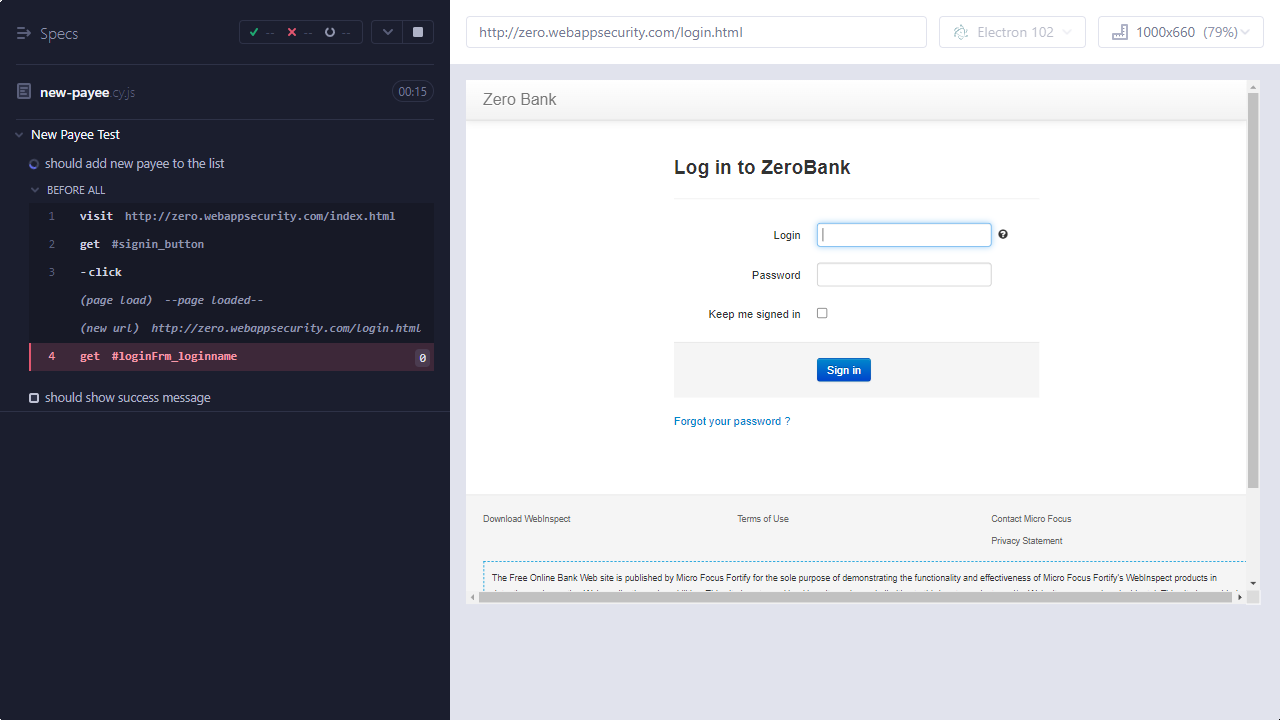 Specs
-- -- --
new-payee.cy.js 00:15
New Payee Test
should add new payee to the list
BEFORE ALL
1 visit http://zero.webappsecurity.com/index.html
2 get #signin_button
3 -click
(page load) --page loaded--
(new url) http://zero.webappsecurity.com/login.html
4 get #loginFrm_loginname 0
should show success message
http://zero.webappsecurity.com/login.html
Electron 102
1000x660 (79%)
Zero Bank
Log in to ZeroBank
Login
Password
Keep me signed in
Sign in
Forgot your password ?
Download WebInspect
Terms of Use
Contact Micro Focus
Privacy Statement
The Free Online Bank Web site is published by Micro Focus Fortify for the sole purpose of demonstrating the functionality and effectiveness of Micro Focus Fortify's WebInspect products in